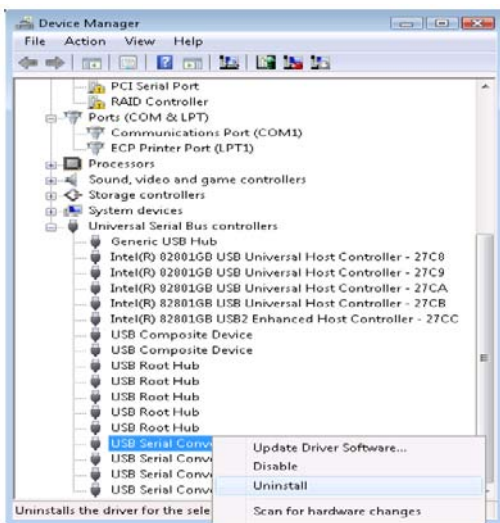 Device Manager
File Action View Help
PCI Serial Port
RAID Controller
Ports (COM & LPT)
Communications Port (COM1)
ECP Printer Port (LPT1)
Processors
Sound, video and game controllers
Storage controllers
System devices
Universal Serial Bus controllers
Generic USB Hub
Intel(R) 82801GB USB Universal Host Controller - 27C8
Intel(R) 82801GB USB Universal Host Controller - 27C9
Intel(R) 82801GB USB Universal Host Controller - 27CA
Intel(R) 82801GB USB Universal Host Controller - 27CB
Intel(R) 82801GB USB2 Enhanced Host Controller - 27CC
USB Composite Device
USB Composite Device
USB Root Hub
USB Root Hub
USB Root Hub
USB Root Hub
USB Root Hub
USB Serial Conve
USB Serial Conve
USB Serial Conve
USB Serial Conve
Update Driver Software...
Disable
Uninstall
Scan for hardware changes
Uninstalls the driver for the sele